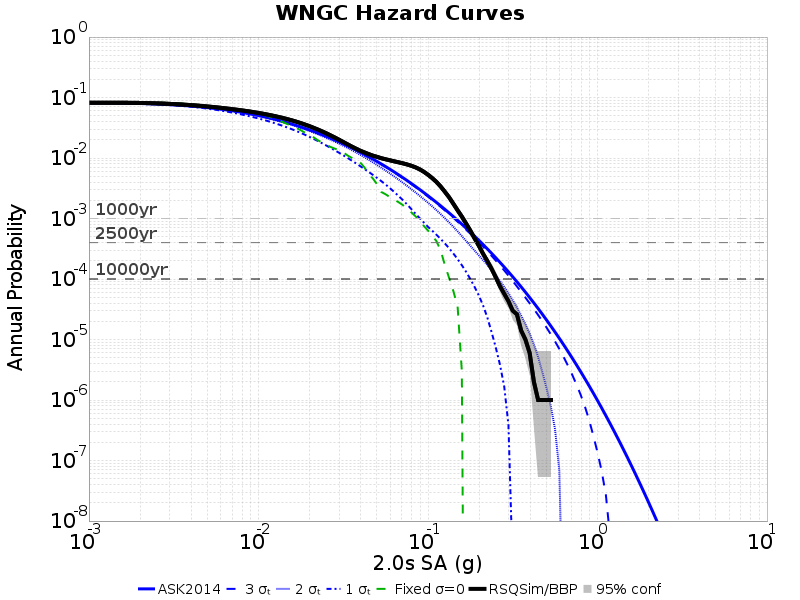 WNGC Hazard Curves
Annual Probability
10^0
10^-1
10^-2
10^-3
10^-4
10^-5
10^-6
10^-7
10^-8
1000yr
2500yr
10000yr
10^-3 10^-2 10^-1 10^0 10^1
2.0s SA (g)
ASK2014 3 σₜ 2 σₜ 1 σₜ Fixed σ=0 RSQSim/BBP 95% conf